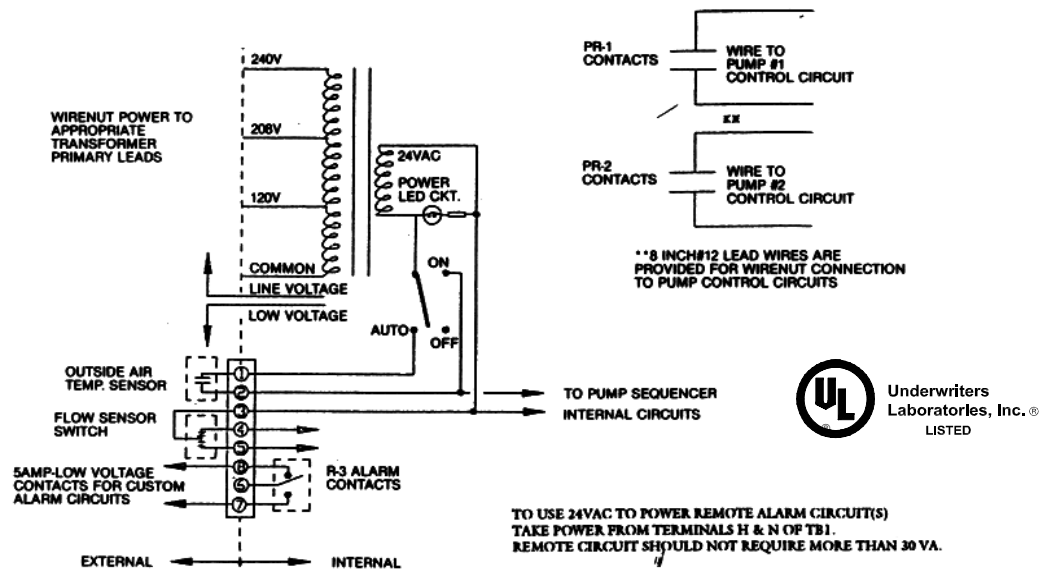 240V
WIRENUT POWER TO
APPROPRIATE
TRANSFORMER
PRIMARY LEADS
208V
120V
COMMON
LINE VOLTAGE
LOW VOLTAGE
24VAC
POWER
LED CKT.
ON
AUTO
OFF
PR-1
CONTACTS
WIRE TO
PUMP #1
CONTROL CIRCUIT
**
PR-2
CONTACTS
WIRE TO
PUMP #2
CONTROL CIRCUIT
**8 INCH#12 LEAD WIRES ARE
PROVIDED FOR WIRENUT CONNECTION
TO PUMP CONTROL CIRCUITS
OUTSIDE AIR
TEMP. SENSOR
FLOW SENSOR
SWITCH
5AMP-LOW VOLTAGE
CONTACTS FOR CUSTOM
ALARM CIRCUITS
1
2
3
4
5
8
6
7
R-3 ALARM
CONTACTS
TO PUMP SEQUENCER
INTERNAL CIRCUITS
UL
®
Underwriters
Laboratories, Inc. ®
LISTED
TO USE 24VAC TO POWER REMOTE ALARM CIRCUIT(S)
TAKE POWER FROM TERMINALS H & N OF TB1.
REMOTE CIRCUIT SHOULD NOT REQUIRE MORE THAN 30 VA.
EXTERNAL
INTERNAL